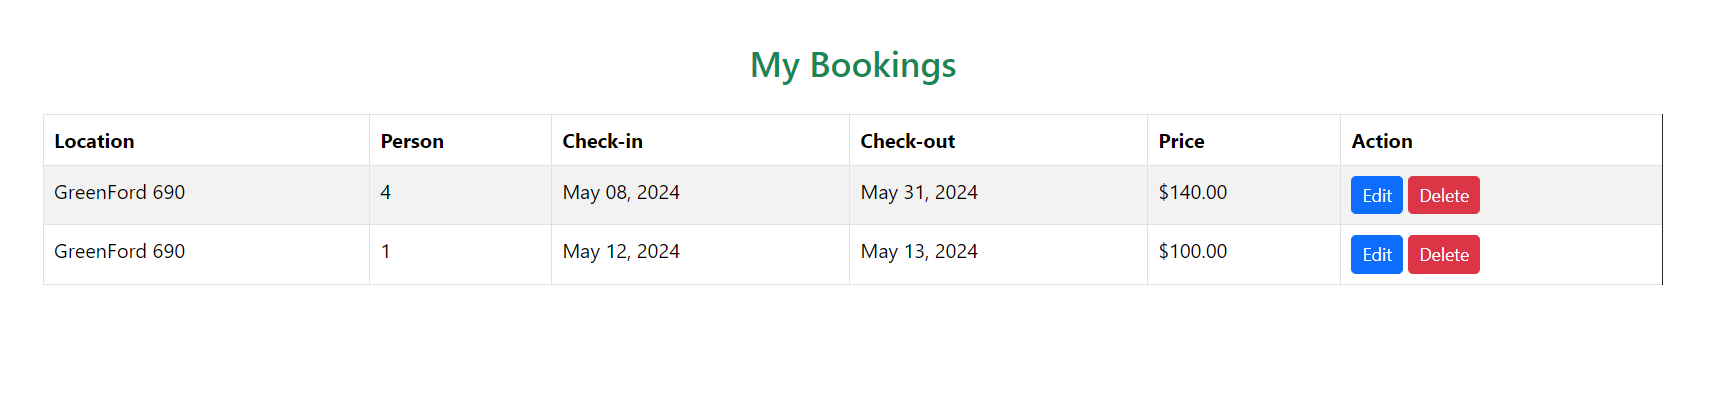 My Bookings
Location Person Check-in Check-out Price Action
GreenFord 690 4 May 08, 2024 May 31, 2024 $140.00 Edit Delete
GreenFord 690 1 May 12, 2024 May 13, 2024 $100.00 Edit Delete